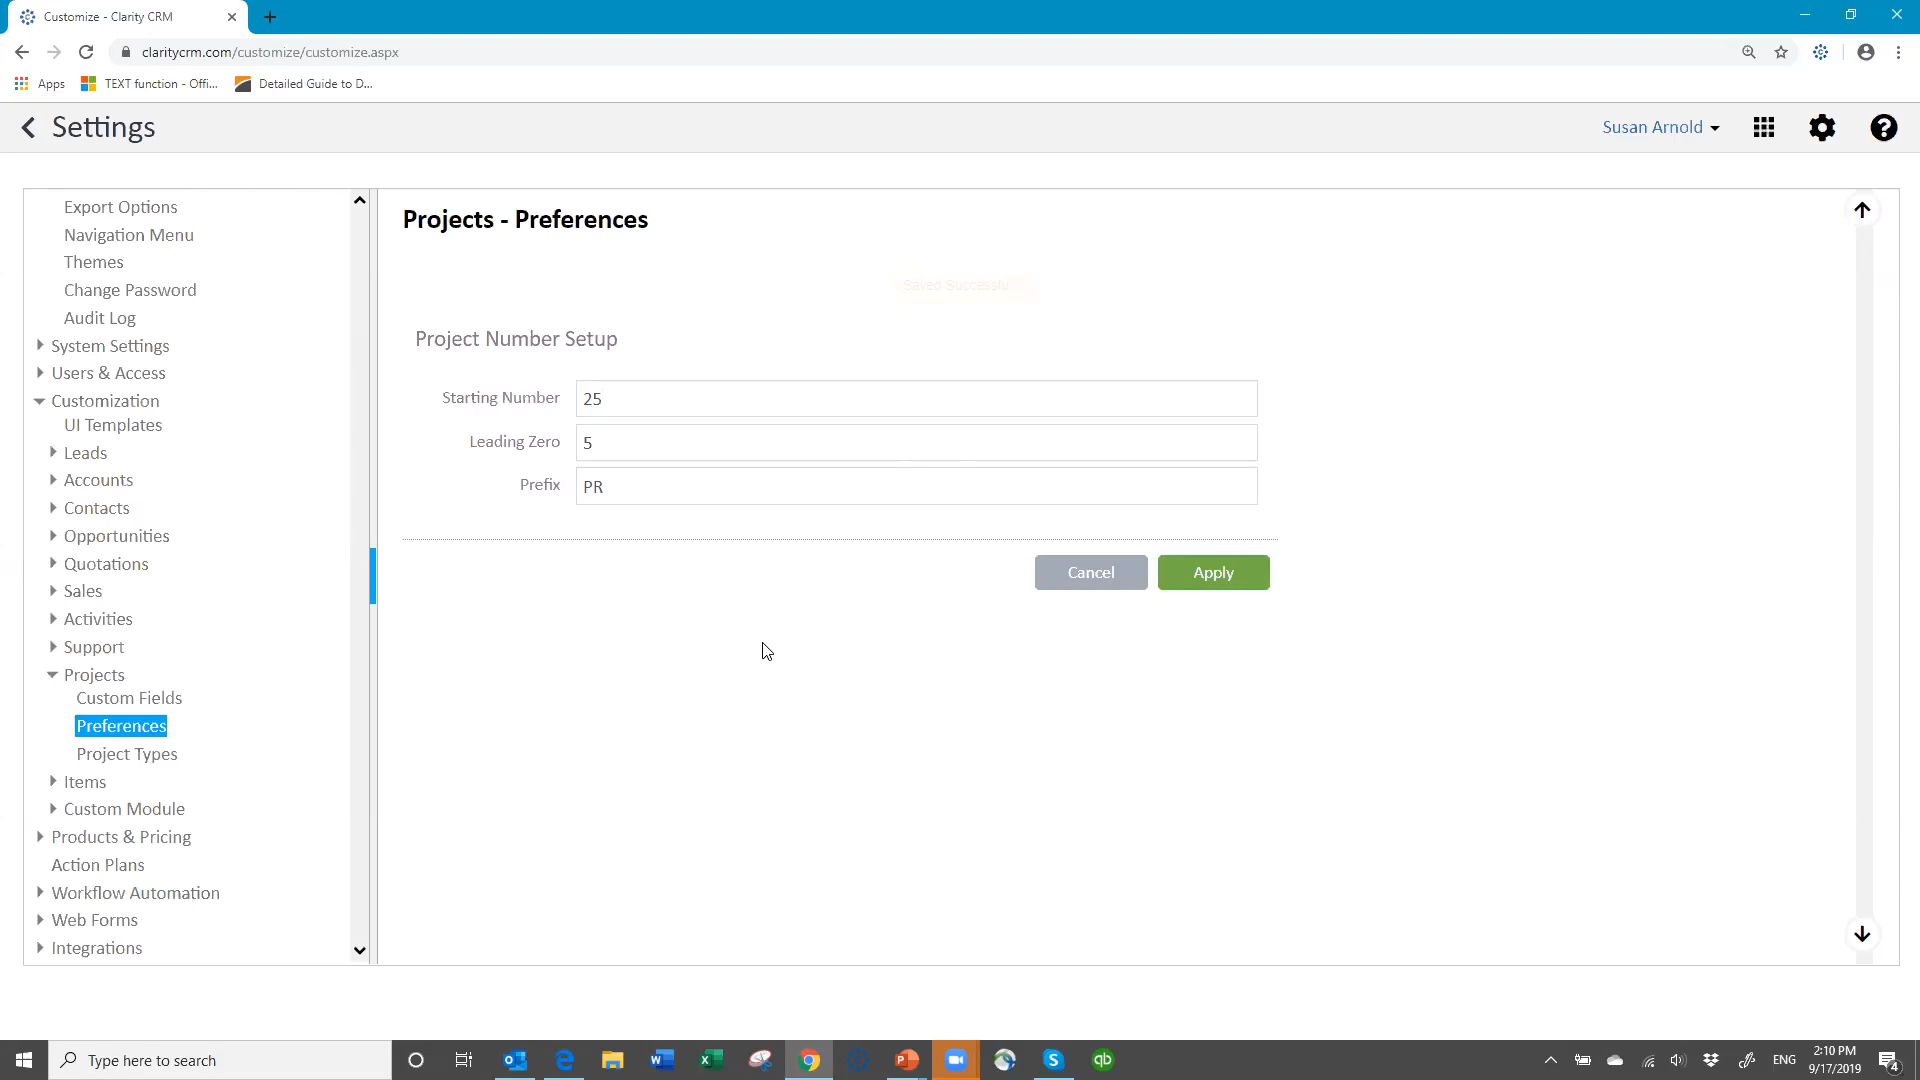 Customize - Clarity CRM
claritycrm.com/customize/customize.aspx
Apps
TEXT function - Offi...
Detailed Guide to D...
Settings
Susan Arnold
Export Options
Navigation Menu
Themes
Change Password
Audit Log
System Settings
Users & Access
Customization
UI Templates
Leads
Accounts
Contacts
Opportunities
Quotations
Sales
Activities
Support
Projects
Custom Fields
Preferences
Project Types
Items
Custom Module
Products & Pricing
Action Plans
Workflow Automation
Web Forms
Integrations
Projects - Preferences
Saved Successfu
Project Number Setup
Starting Number
25
Leading Zero
5
Prefix
PR
Cancel
Apply
Type here to search
ENG
2:10 PM
9/17/2019
4